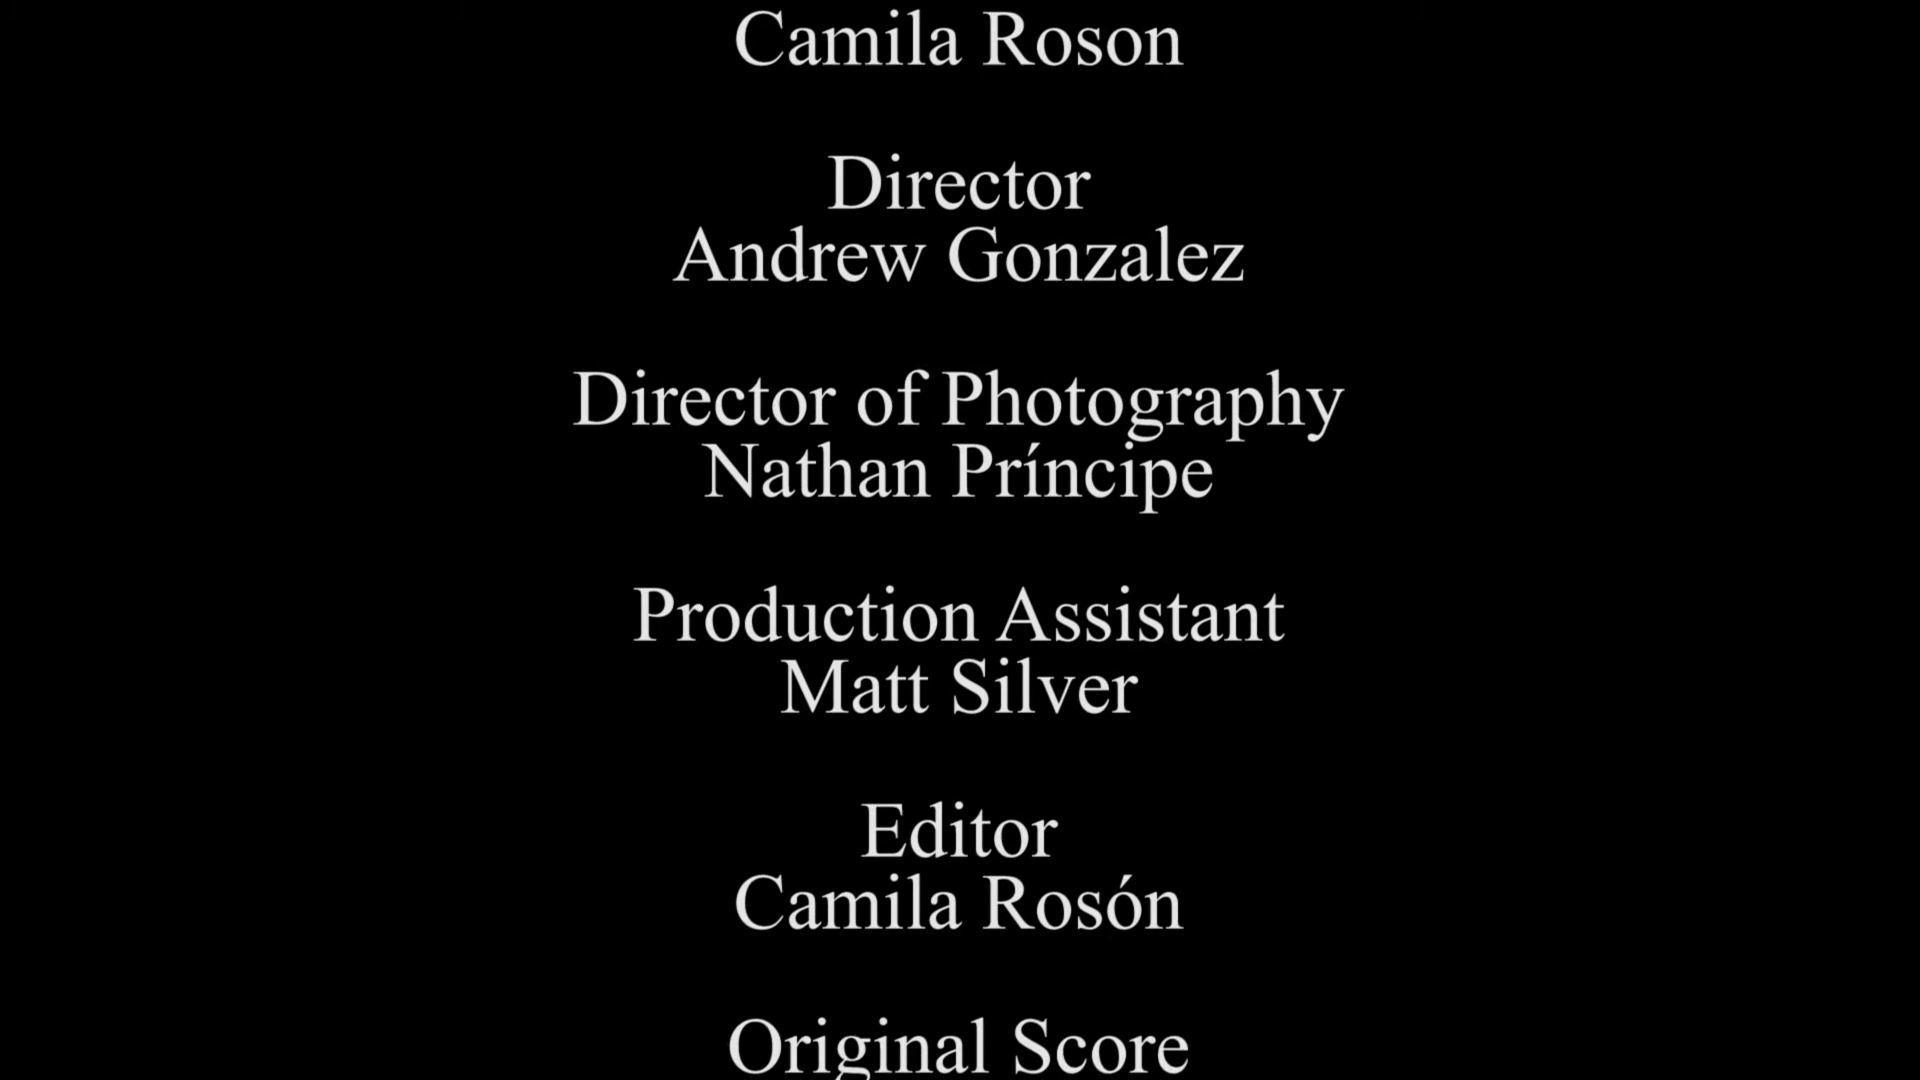 Camila Roson
Director
Andrew Gonzalez
Director of Photography
Nathan Príncipe
Production Assistant
Matt Silver
Editor
Camila Rosón
Original Score